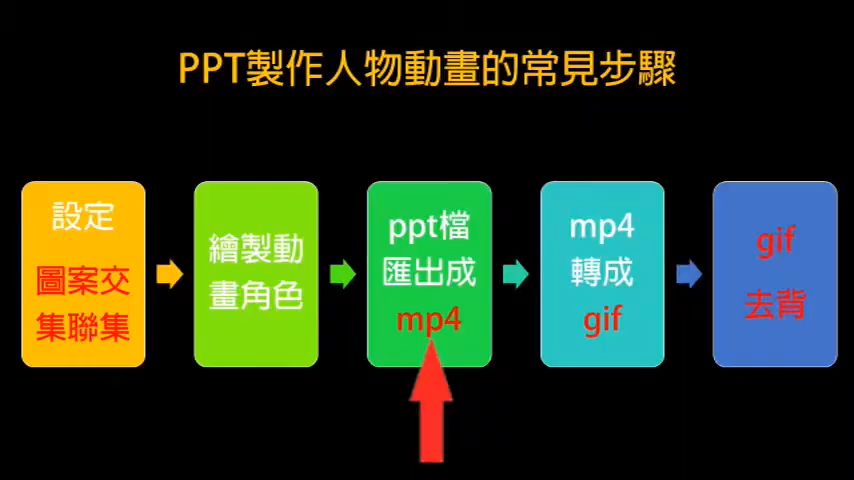 PPT製作人物動畫的常見步驟
設定
圖案交
集聯集
繪製動
畫角色
ppt檔
匯出成
mp4
mp4
轉成
gif
gif
去背